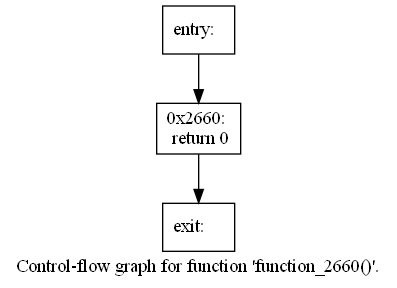 entry:
0x2660:
return 0
exit:
Control-flow graph for function 'function_2660()'.